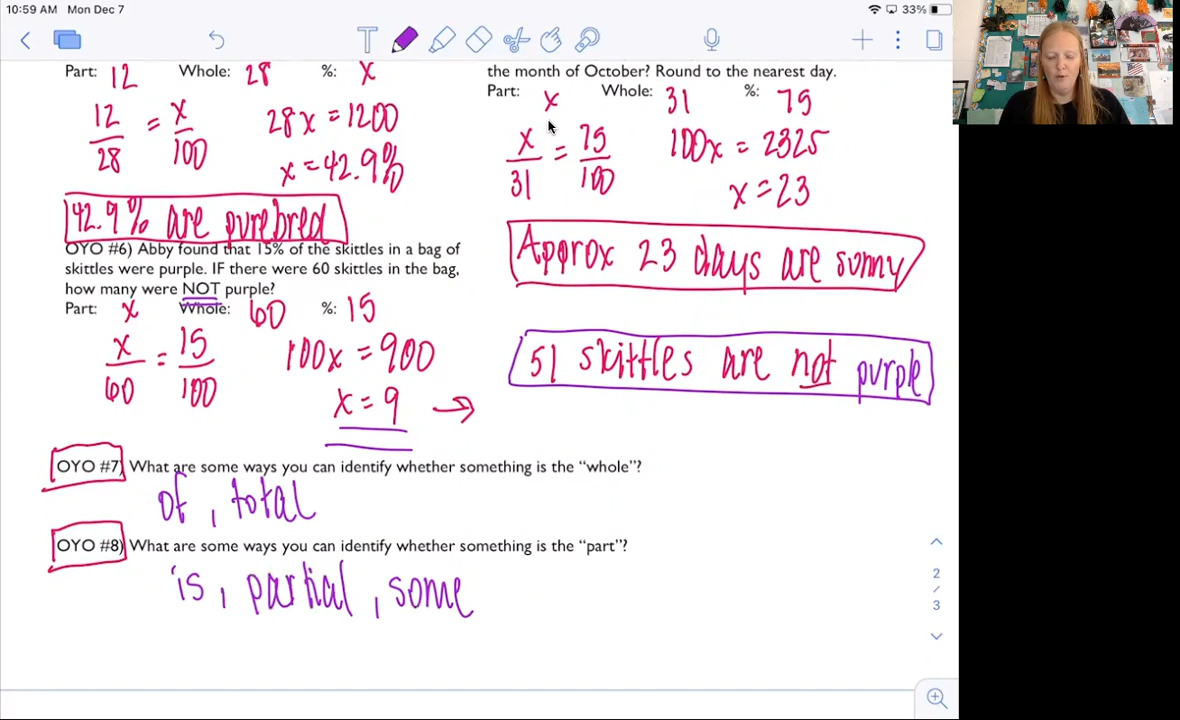 10:59 AM Mon Dec 7
33%
Part: 12 Whole: 28 %: x
12/28 = x/100 28x = 1200
x = 42.9%
42.9% are purebred
the month of October? Round to the nearest day.
Part: x Whole: 31 %: 75
x/31 = 75/100 100x = 2325
x = 23
Approx 23 days are sunny
OYO #6) Abby found that 15% of the skittles in a bag of
skittles were purple. IF there were 60 skittles in the bag,
how many were NOT purple?
Part: x Whole: 60 %: 15
x/60 = 15/100 100x = 900
x = 9 →
51 skittles are not purple
OYO #7) What are some ways you can identify whether something is the “whole”?
of, total
OYO #8) What are some ways you can identify whether something is the “part”?
is, partial, some
2
/
3